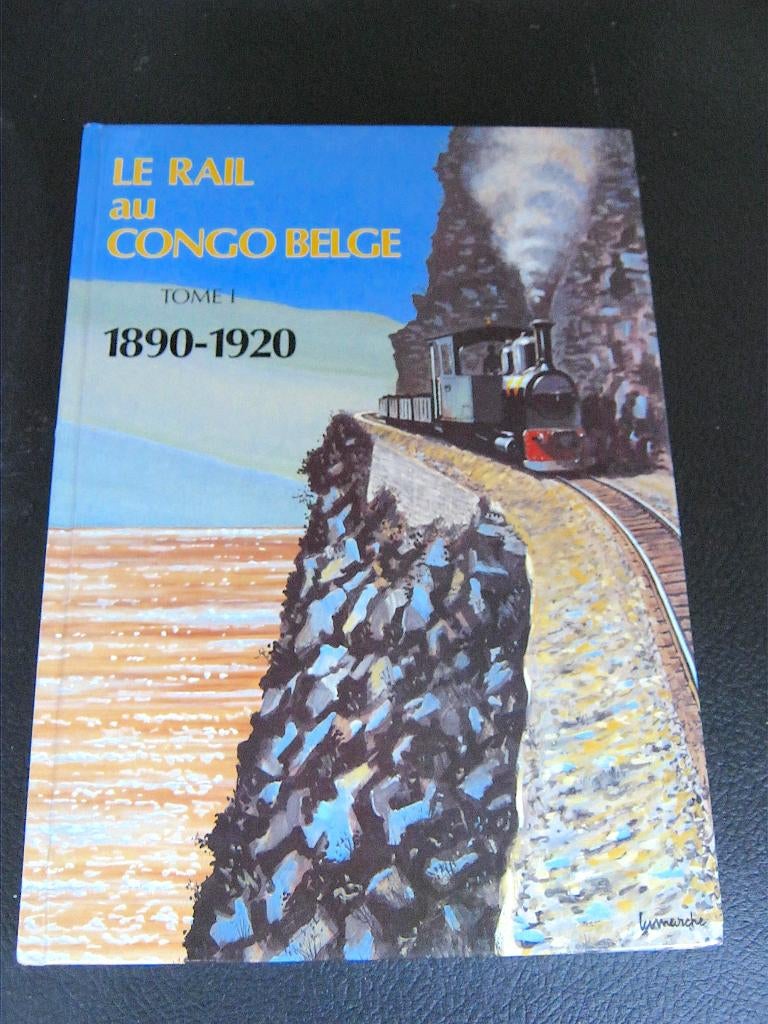 LE RAIL
au
CONGO BELGE
TOME I
1890-1920